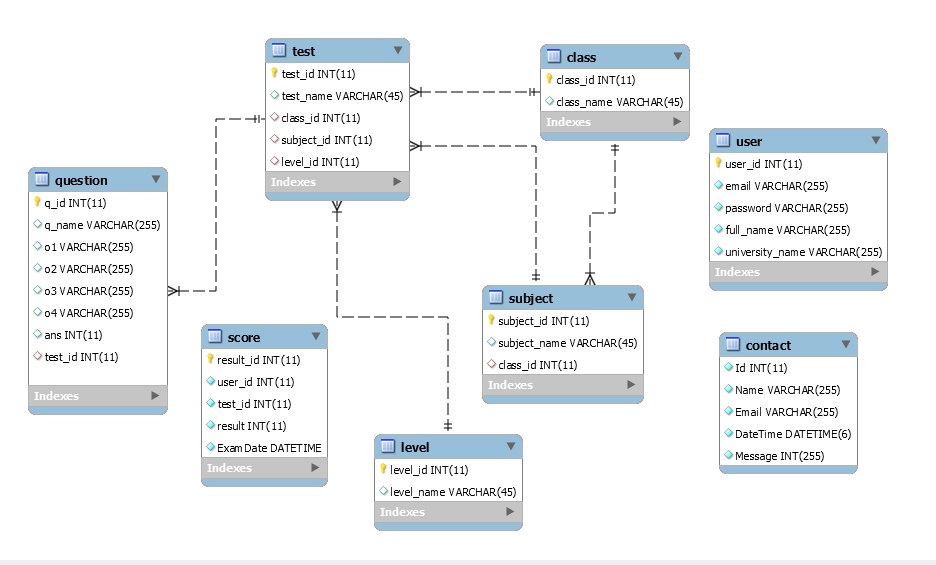 test
test_id INT(11)
test_name VARCHAR(45)
class_id INT(11)
subject_id INT(11)
level_id INT(11)
Indexes
class
class_id INT(11)
class_name VARCHAR(45)
Indexes
user
user_id INT(11)
email VARCHAR(255)
password VARCHAR(255)
full_name VARCHAR(255)
university_name VARCHAR(255)
Indexes
question
q_id INT(11)
q_name VARCHAR(255)
o1 VARCHAR(255)
o2 VARCHAR(255)
o3 VARCHAR(255)
o4 VARCHAR(255)
ans INT(11)
test_id INT(11)
Indexes
score
result_id INT(11)
user_id INT(11)
test_id INT(11)
result INT(11)
ExamDate DATETIME
Indexes
subject
subject_id INT(11)
subject_name VARCHAR(45)
class_id INT(11)
Indexes
contact
Id INT(11)
Name VARCHAR(255)
Email VARCHAR(255)
DateTime DATETIME(6)
Message INT(255)
level
level_id INT(11)
level_name VARCHAR(45)
Indexes